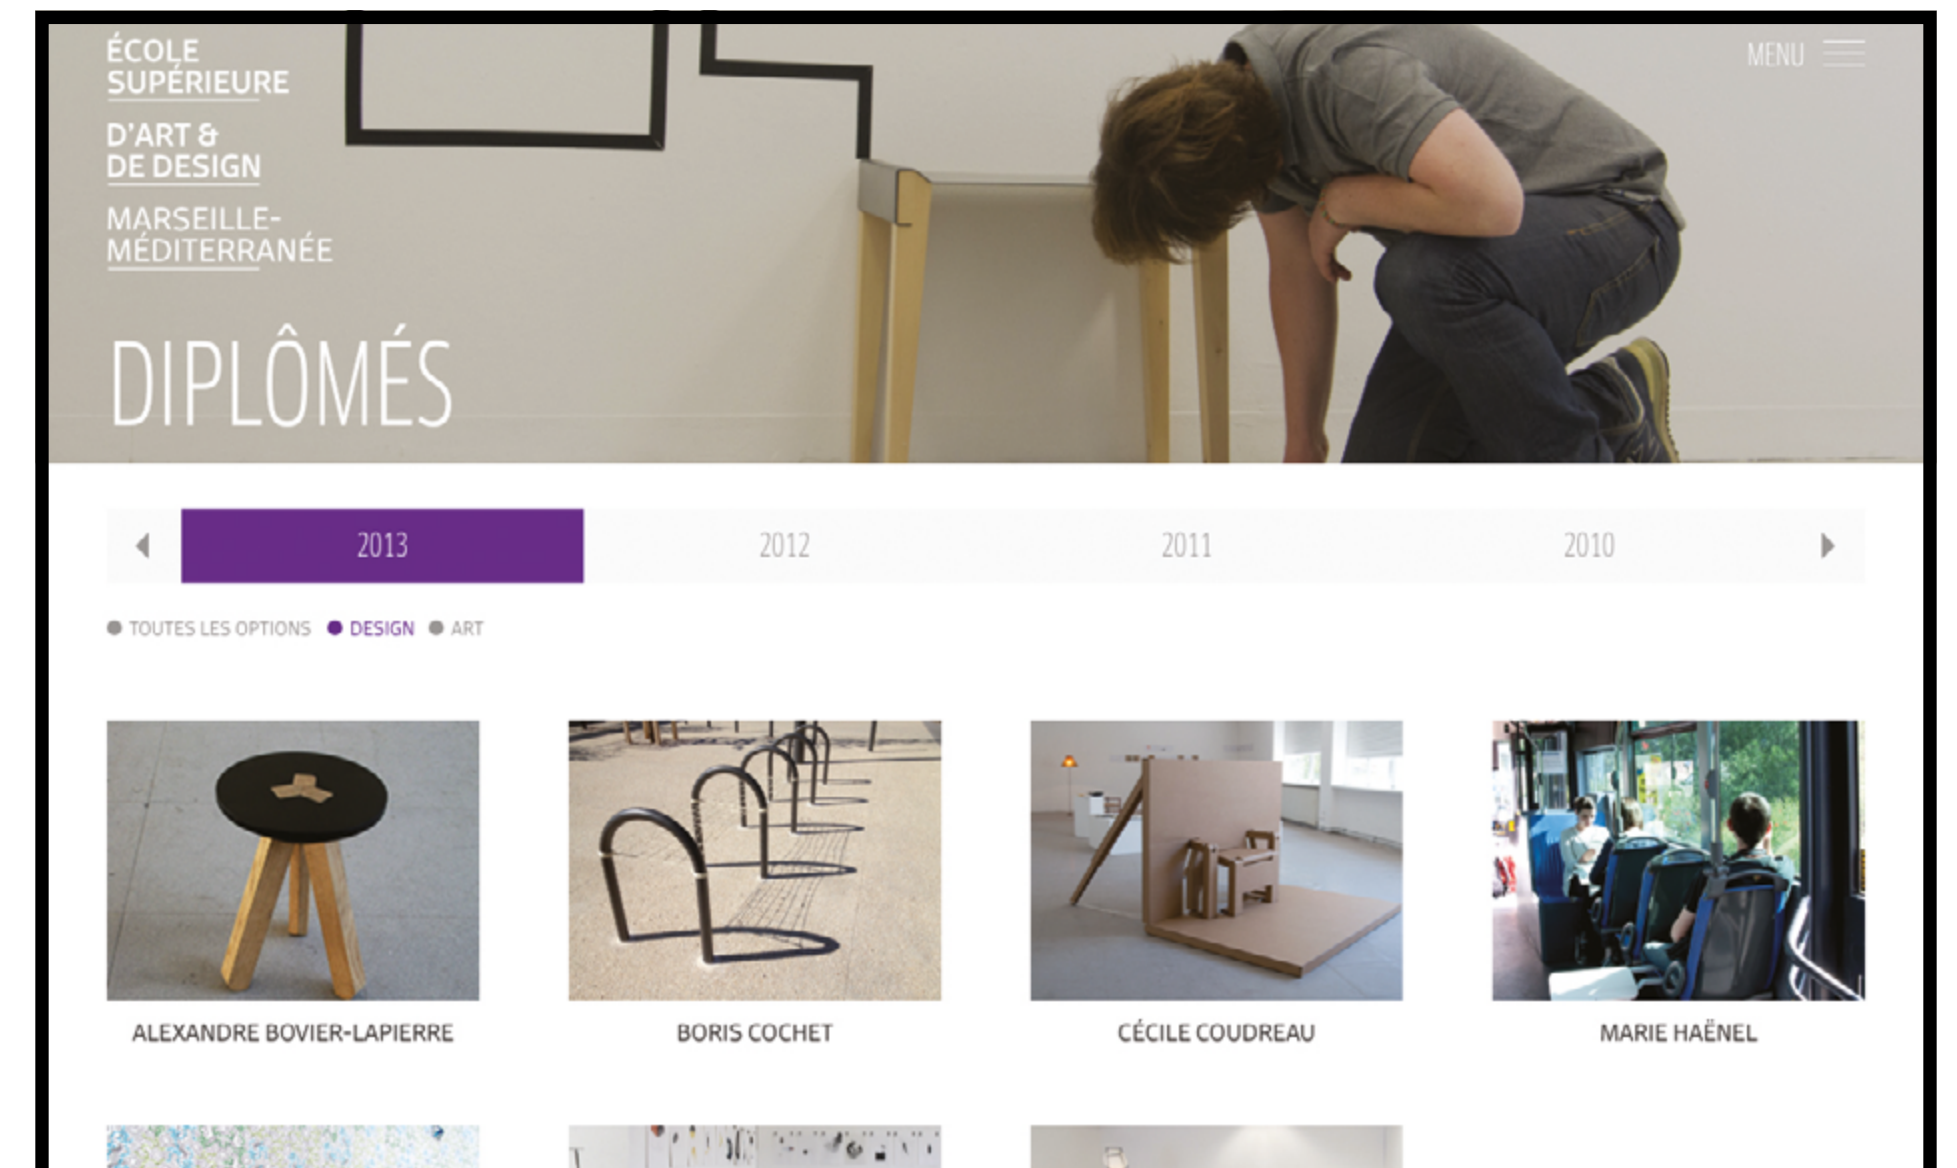 ÉCOLE
SUPÉRIEURE
D'ART &
DE DESIGN
MARSEILLE-
MÉDITERRANÉE
MENU
DIPLÔMÉS
2013 2012 2011 2010
TOUTES LES OPTIONS DESIGN ART
ALEXANDRE BOVIER-LAPIERRE BORIS COCHET CÉCILE COUDREAU MARIE HAËNEL